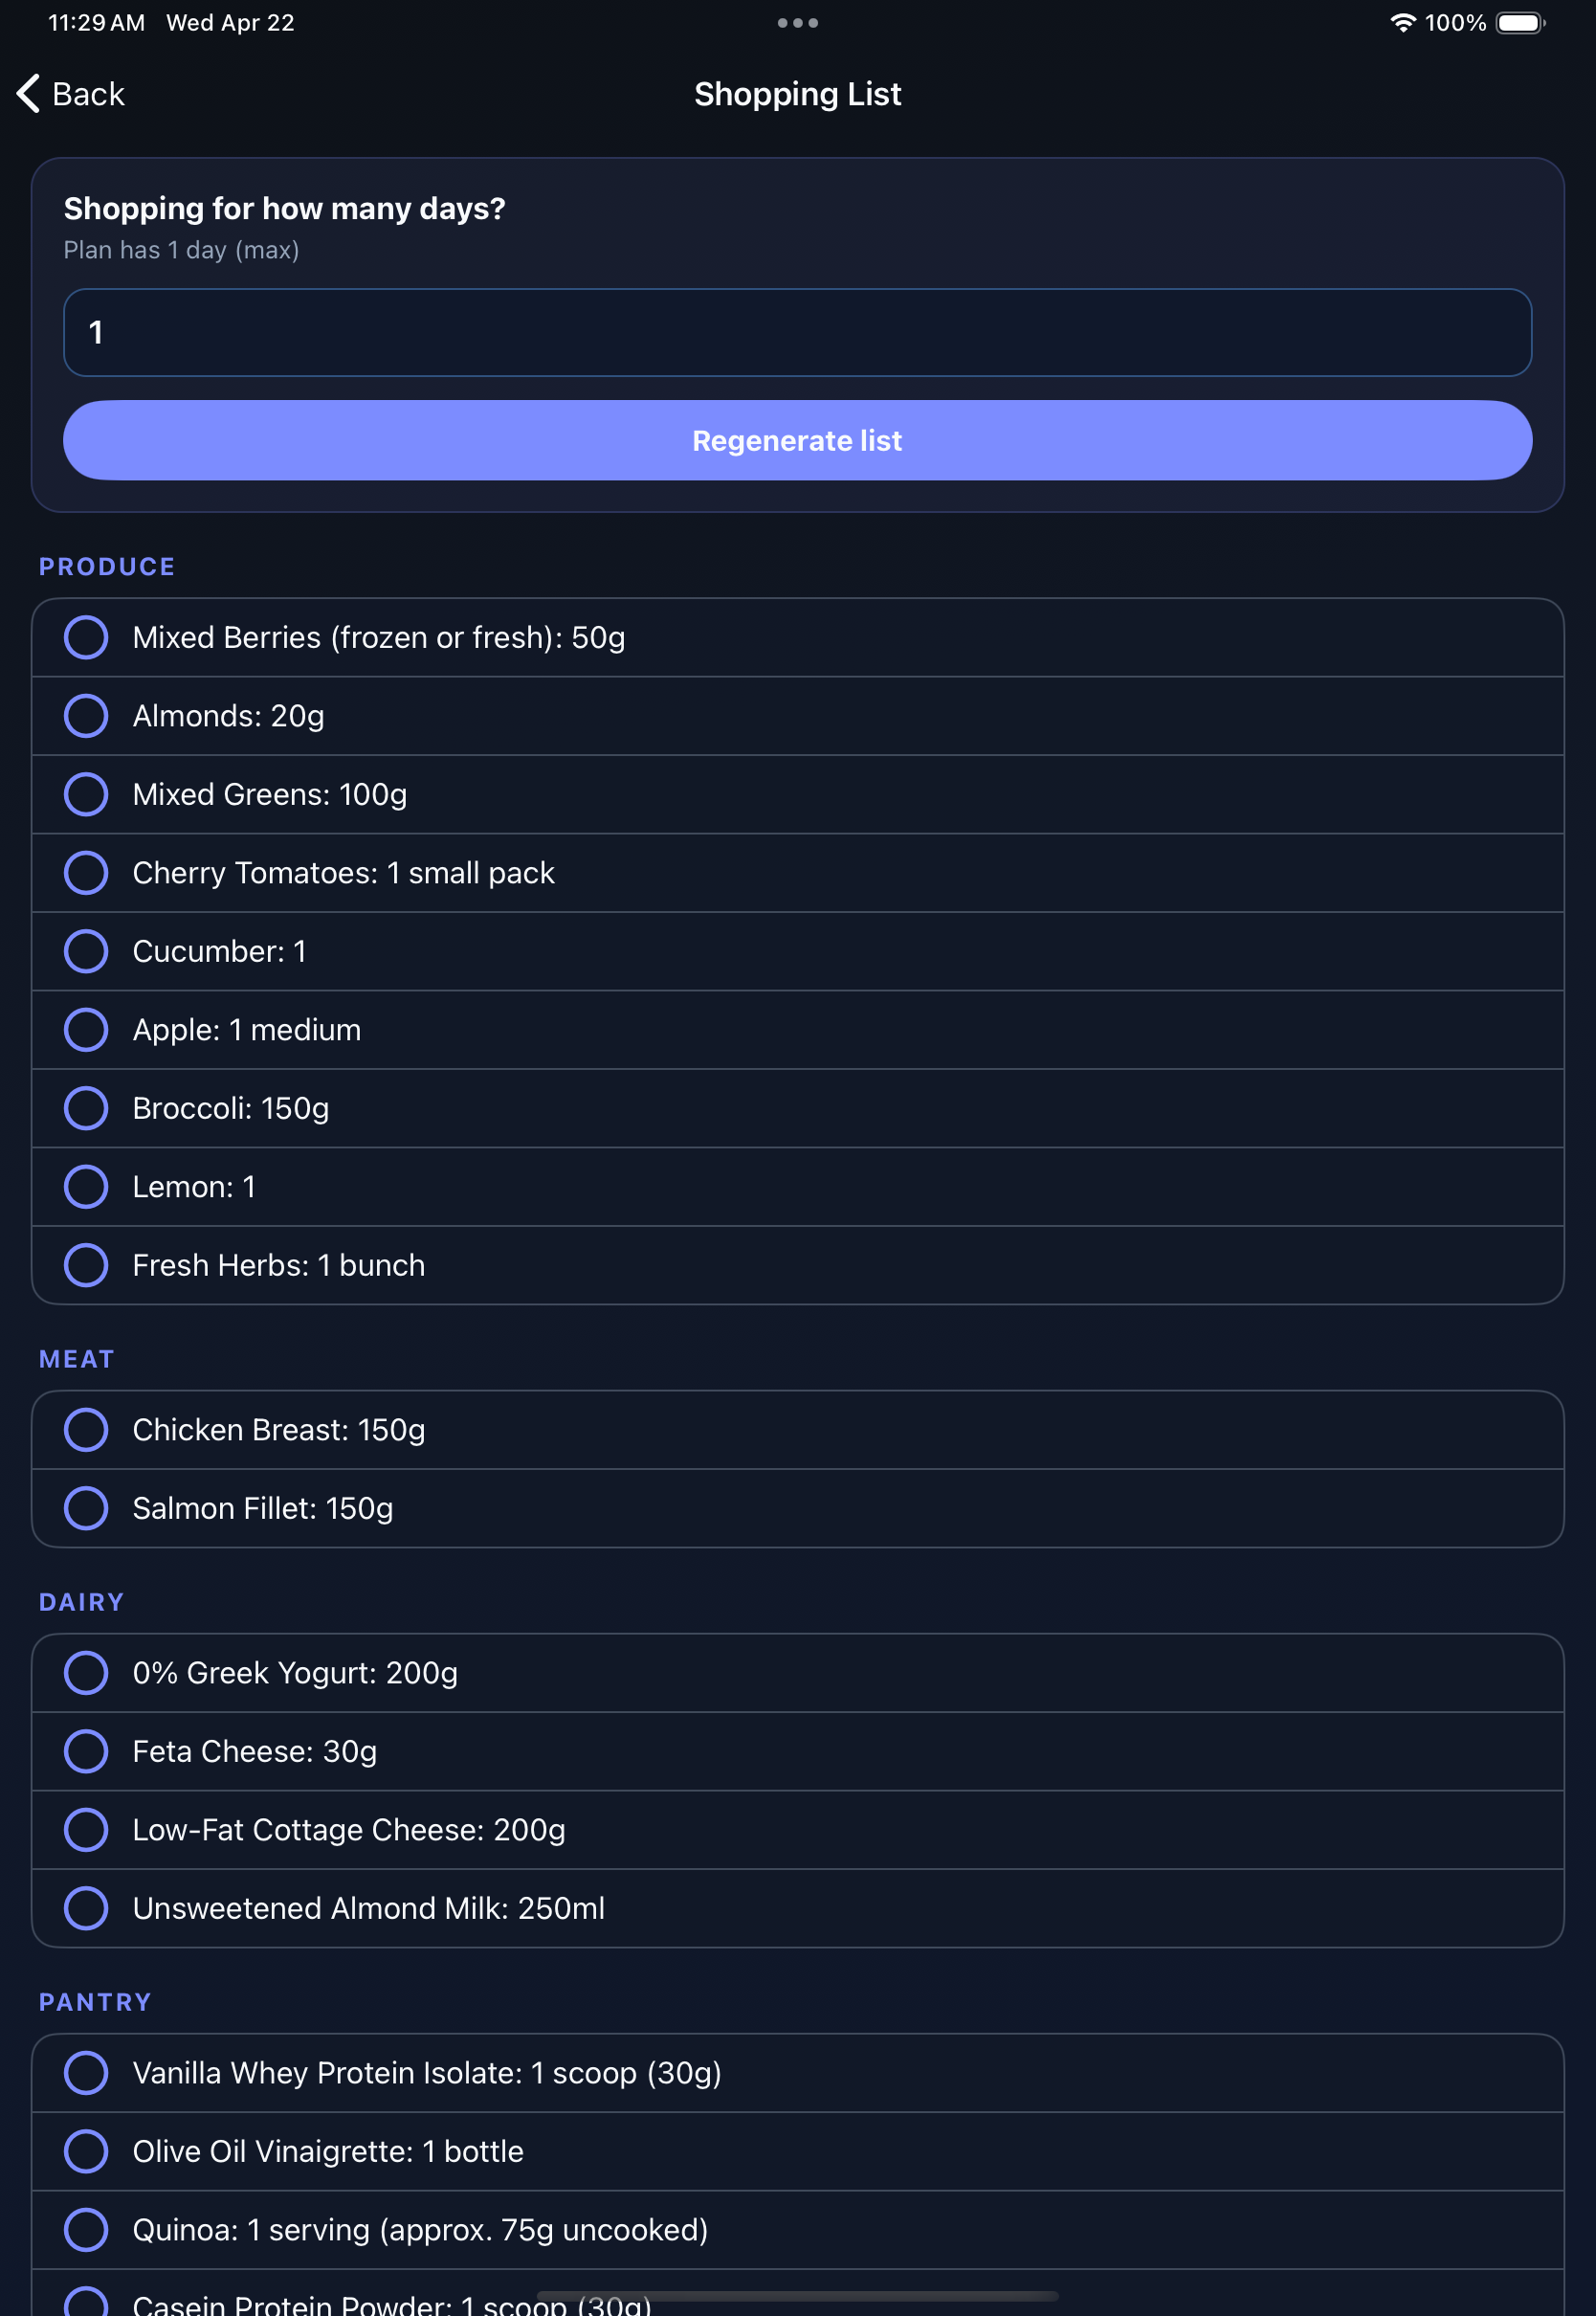 11:29 AM Wed Apr 22
100%
Back
Shopping List
Shopping for how many days?
Plan has 1 day (max)
1
Regenerate list
PRODUCE
Mixed Berries (frozen or fresh): 50g
Almonds: 20g
Mixed Greens: 100g
Cherry Tomatoes: 1 small pack
Cucumber: 1
Apple: 1 medium
Broccoli: 150g
Lemon: 1
Fresh Herbs: 1 bunch
MEAT
Chicken Breast: 150g
Salmon Fillet: 150g
DAIRY
0% Greek Yogurt: 200g
Feta Cheese: 30g
Low-Fat Cottage Cheese: 200g
Unsweetened Almond Milk: 250ml
PANTRY
Vanilla Whey Protein Isolate: 1 scoop (30g)
Olive Oil Vinaigrette: 1 bottle
Quinoa: 1 serving (approx. 75g uncooked)
Casein Protein Powder: 1 scoop (30g)